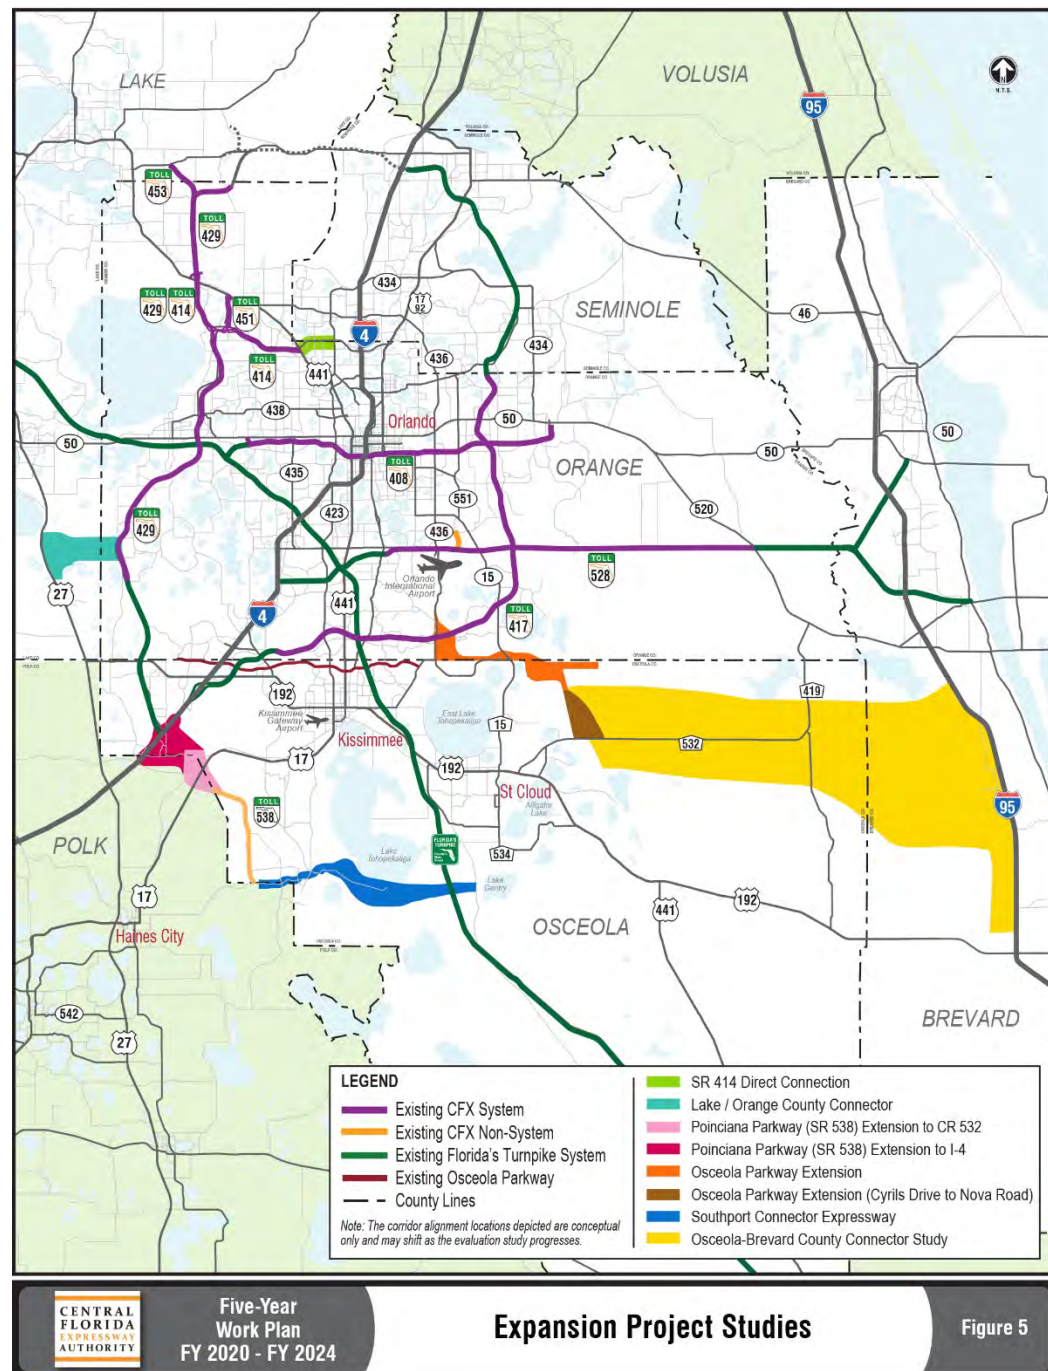 LAKE
VOLUSIA
N
N.T.S.
95
TOLL
453
TOLL
429
TOLL
429
TOLL
414
TOLL
451
434
17
92
SEMINOLE
46
4
436
434
TOLL
414
441
438
Orlando
50
50
50
50
435
TOLL
408
ORANGE
551
520
423
TOLL
429
436
Orlando
International
Airport
15
TOLL
528
27
4
441
TOLL
417
192
Kissimmee
Gateway
Airport
East Lake
Tohopekaliga
419
15
Kissimmee
532
17
192
St Cloud
Alligator
Lake
TOLL
538
95
POLK
FLORIDA'S
TURNPIKE
Lake
Tohopekaliga
534
Lake
Gentry
17
441
192
OSCEOLA
Haines City
542
27
BREVARD
LEGEND
Existing CFX System
Existing CFX Non-System
Existing Florida's Turnpike System
Existing Osceola Parkway
County Lines
Note: The corridor alignment locations depicted are conceptual
only and may shift as the evaluation study progresses.
SR 414 Direct Connection
Lake / Orange County Connector
Poinciana Parkway (SR 538) Extension to CR 532
Poinciana Parkway (SR 538) Extension to I-4
Osceola Parkway Extension
Osceola Parkway Extension (Cyrils Drive to Nova Road)
Southport Connector Expressway
Osceola-Brevard County Connector Study
CENTRAL
FLORIDA
EXPRESSWAY
AUTHORITY
Five-Year
Work Plan
FY 2020 - FY 2024
Expansion Project Studies
Figure 5